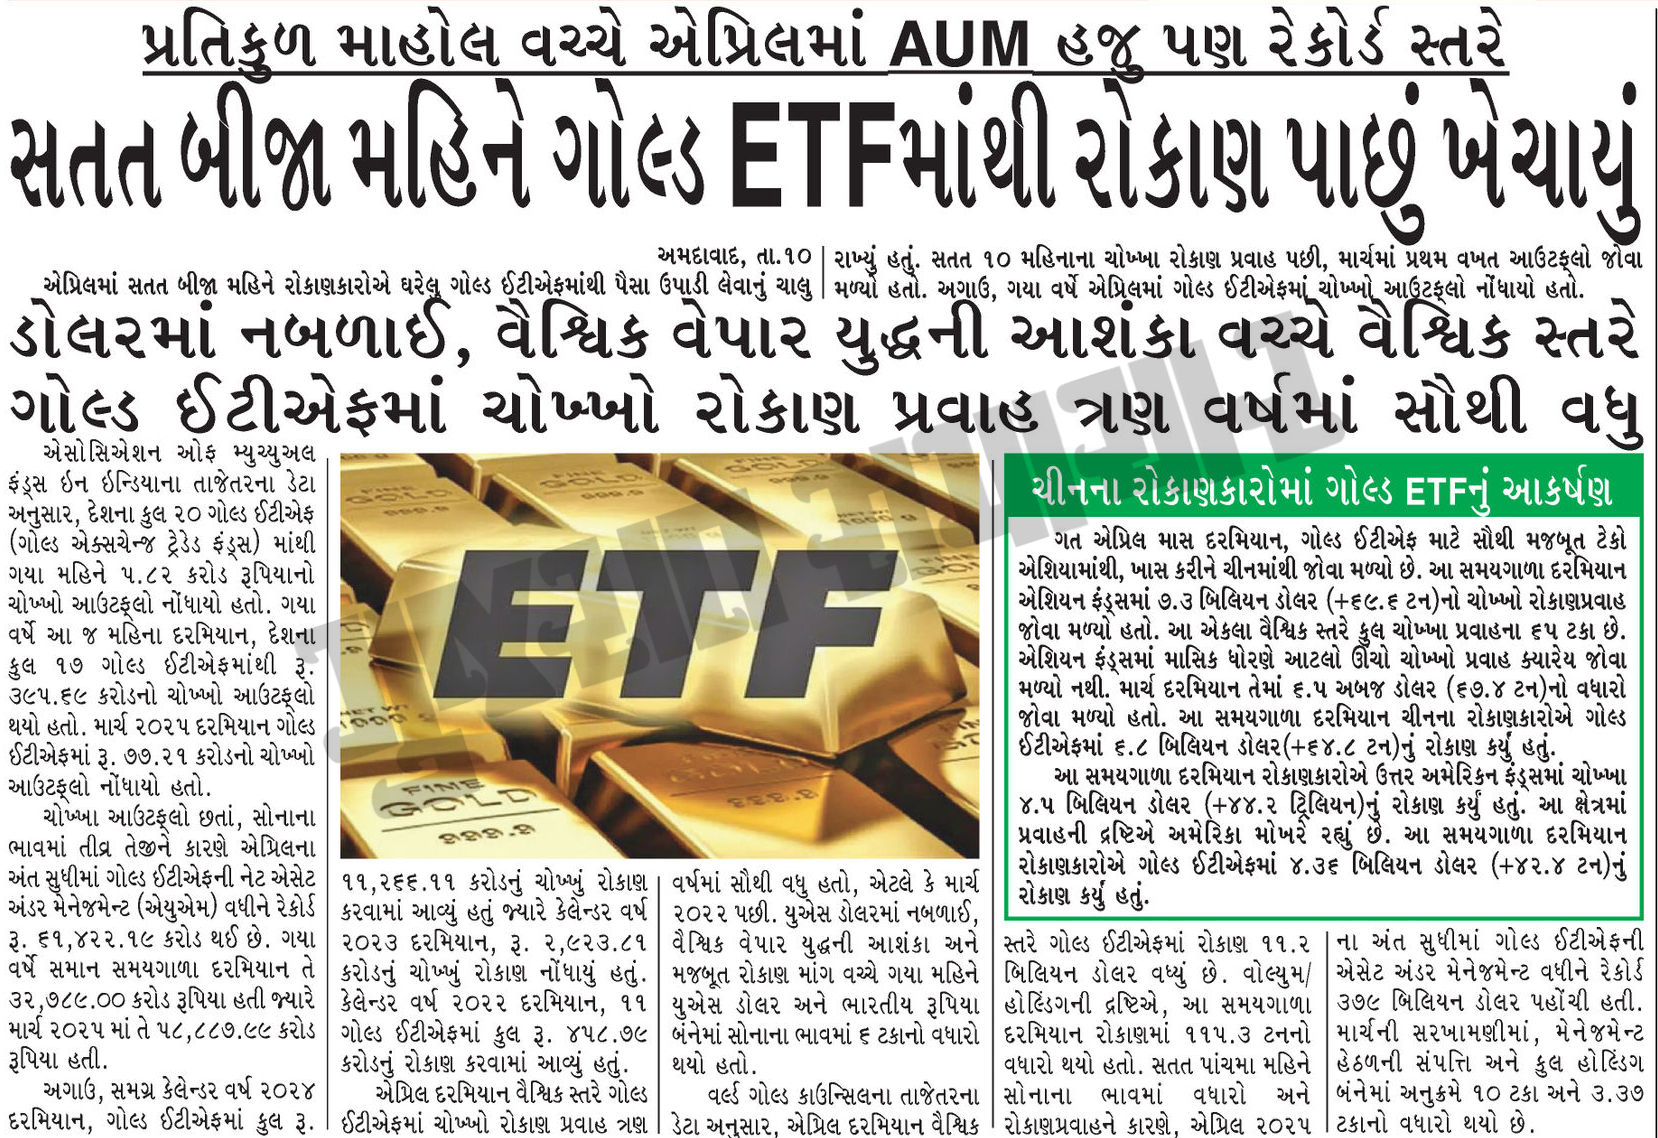 પ્રતિકુળ માહોલ વચ્ચે એપ્રિલમાં AUM હજુ પણ રેકોર્ડ સ્તરે
સતત બીજા મહિને ગોલ્ડ ETFમાંથી રોકાણ પાછું ખેચાયું
અમદાવાદ, તા.૧૦
એપ્રિલમાં સતત બીજા મહિને રોકાણકારોએ ઘરેલુ ગોલ્ડ ઈટીએફમાંથી પૈસા ઉપાડી લેવાનું ચાલુ
રાખ્યું હતું. સતત ૧૦ મહિનાના ચોખ્ખા રોકાણ પ્રવાહ પછી, માર્ચમાં પ્રથમ વખત આઉટફ્લો જોવા
મળ્યો હતો. અગાઉ, ગયા વર્ષે એપ્રિલમાં ગોલ્ડ ઈટીએફમાં ચોખ્ખો આઉટફ્લો નોંધાયો હતો.
ડોલરમાં નબળાઈ, વૈશ્વિક વેપાર યુદ્ધની આશંકા વચ્ચે વૈશ્વિક સ્તરે
ગોલ્ડ ઈટીએફમાં ચોખ્ખો રોકાણ પ્રવાહ ત્રણ વર્ષમાં સૌથી વધુ
એસોસિએશન ઓફ મ્યુચ્યુઅલ
ફંડ્સ ઇન ઇન્ડિયાના તાજેતરના ડેટા
અનુસાર, દેશના કુલ ૨૦ ગોલ્ડ ઈટીએફ
(ગોલ્ડ એક્સચેન્જ ટ્રેડેડ ફંડ્સ) માંથી
ગયા મહિને ૫.૮૨ કરોડ રૂપિયાનો
ચોખ્ખો આઉટફ્લો નોંધાયો હતો. ગયા
વર્ષે આ જ મહિના દરમિયાન, દેશના
કુલ ૧૭ ગોલ્ડ ઈટીએફમાંથી રૂ.
૩૯૫.૬૯ કરોડનો ચોખ્ખો આઉટફ્લો
થયો હતો. માર્ચ ૨૦૨૫ દરમિયાન ગોલ્ડ
ઈટીએફમાં રૂ. ૭૭.૨૧ કરોડનો ચોખ્ખો
આઉટફ્લો નોંધાયો હતો.
ચોખ્ખા આઉટફ્લો છતાં, સોનાના
ભાવમાં તીવ્ર તેજીને કારણે એપ્રિલના
અંત સુધીમાં ગોલ્ડ ઈટીએફની નેટ એસેટ
અંડર મેનેજમેન્ટ (એયુએમ) વધીને રેકોર્ડ
રૂ. ૬૧,૪૨૨.૧૯ કરોડ થઈ છે. ગયા
વર્ષે સમાન સમયગાળા દરમિયાન તે
૩૨,૭૮૯.૦૦ કરોડ રૂપિયા હતી જ્યારે
માર્ચ ૨૦૨૫ માં તે ૫૮,૮૮૭.૯૯ કરોડ
રૂપિયા હતી.
અગાઉ, સમગ્ર કેલેન્ડર વર્ષ ૨૦૨૪
દરમિયાન, ગોલ્ડ ઈટીએફમાં કુલ રૂ.
FINE
GOLD
999.9
ETF
૧૧,૨૬૬.૧૧ કરોડનું ચોખ્ખું રોકાણ
કરવામાં આવ્યું હતું જ્યારે કેલેન્ડર વર્ષ
૨૦૨૩ દરમિયાન, રૂ. ૨,૯૨૩.૮૧
કરોડનું ચોખ્ખું રોકાણ નોંધાયું હતું.
કેલેન્ડર વર્ષ ૨૦૨૨ દરમિયાન, ૧૧
ગોલ્ડ ઈટીએફમાં કુલ રૂ. ૪૫૮.૭૯
કરોડનું રોકાણ કરવામાં આવ્યું હતું.
એપ્રિલ દરમિયાન વૈશ્વિક સ્તરે ગોલ્ડ
ઈટીએફમાં ચોખ્ખો રોકાણ પ્રવાહ ત્રણ
વર્ષમાં સૌથી વધુ હતો, એટલે કે માર્ચ
૨૦૨૨ પછી. યુએસ ડોલરમાં નબળાઈ,
વૈશ્વિક વેપાર યુદ્ધની આશંકા અને
મજબૂત રોકાણ માંગ વચ્ચે ગયા મહિને
યુએસ ડોલર અને ભારતીય રૂપિયા
બંનેમાં સોનાના ભાવમાં ૬ ટકાનો વધારો
થયો હતો.
વર્લ્ડ ગોલ્ડ કાઉન્સિલના તાજેતરના
ડેટા અનુસાર, એપ્રિલ દરમિયાન વૈશ્વિક
ચીનના રોકાણકારોમાં ગોલ્ડ ETFનું આકર્ષણ
ગત એપ્રિલ માસ દરમિયાન, ગોલ્ડ ઈટીએફ માટે સૌથી મજબૂત ટેકો
એશિયામાંથી, ખાસ કરીને ચીનમાંથી જોવા મળ્યો છે. આ સમયગાળા દરમિયાન
એશિયન ફંડ્સમાં ૭.૩ બિલિયન ડોલર (+૬૯.૬ ટન)નો ચોખ્ખો રોકાણપ્રવાહ
જોવા મળ્યો હતો. આ એકલા વૈશ્વિક સ્તરે કુલ ચોખ્ખા પ્રવાહના ૬૫ ટકા છે.
એશિયન ફંડ્સમાં માસિક ધોરણે આટલો ઊંચો ચોખ્ખો પ્રવાહ ક્યારેય જોવા
મળ્યો નથી. માર્ચ દરમિયાન તેમાં ૬.૫ અબજ ડોલર (૬૭.૪ ટન)નો વધારો
જોવા મળ્યો હતો. આ સમયગાળા દરમિયાન ચીનના રોકાણકારોએ ગોલ્ડ
ઈટીએફમાં ૬.૮ બિલિયન ડોલર(+૬૪.૮ ટન)નું રોકાણ કર્યું હતું.
આ સમયગાળા દરમિયાન રોકાણકારોએ ઉત્તર અમેરિકન ફંડ્સમાં ચોખ્ખા
૪.૫ બિલિયન ડોલર (+૪૪.૨ ટ્રિલિયન)નું રોકાણ કર્યું હતું. આ ક્ષેત્રમાં
પ્રવાહની દ્રષ્ટિએ અમેરિકા મોખરે રહ્યું છે. આ સમયગાળા દરમિયાન
રોકાણકારોએ ગોલ્ડ ઈટીએફમાં ૪.૩૬ બિલિયન ડોલર (+૪૨.૪ ટન)નું
રોકાણ કર્યું હતું.
સ્તરે ગોલ્ડ ઈટીએફમાં રોકાણ ૧૧.૨
બિલિયન ડોલર વધ્યું છે. વોલ્યુમ/
હોલ્ડિંગની દ્રષ્ટિએ, આ સમયગાળા
દરમિયાન રોકાણમાં ૧૧૫.૩ ટનનો
વધારો થયો હતો. સતત પાંચમા મહિને
સોનાના ભાવમાં વધારો અને
રોકાણપ્રવાહને કારણે, એપ્રિલ ૨૦૨૫
ના અંત સુધીમાં ગોલ્ડ ઈટીએફની
એસેટ અંડર મેનેજમેન્ટ વધીને રેકોર્ડ
૩૭૯ બિલિયન ડોલર પહોંચી હતી.
માર્ચની સરખામણીમાં, મેનેજમેન્ટ
હેઠળની સંપત્તિ અને કુલ હોલ્ડિંગ
બંનેમાં અનુક્રમે ૧૦ ટકા અને ૩.૩૭
ટકાનો વધારો થયો છે.